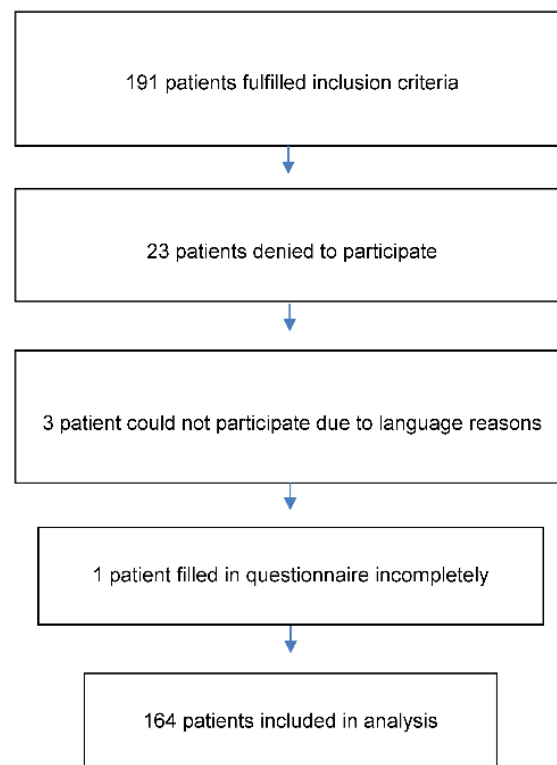 191 patients fulfilled inclusion criteria
23 patients denied to participate
3 patient could not participate due to language reasons
1 patient filled in questionnaire incompletely
164 patients included in analysis